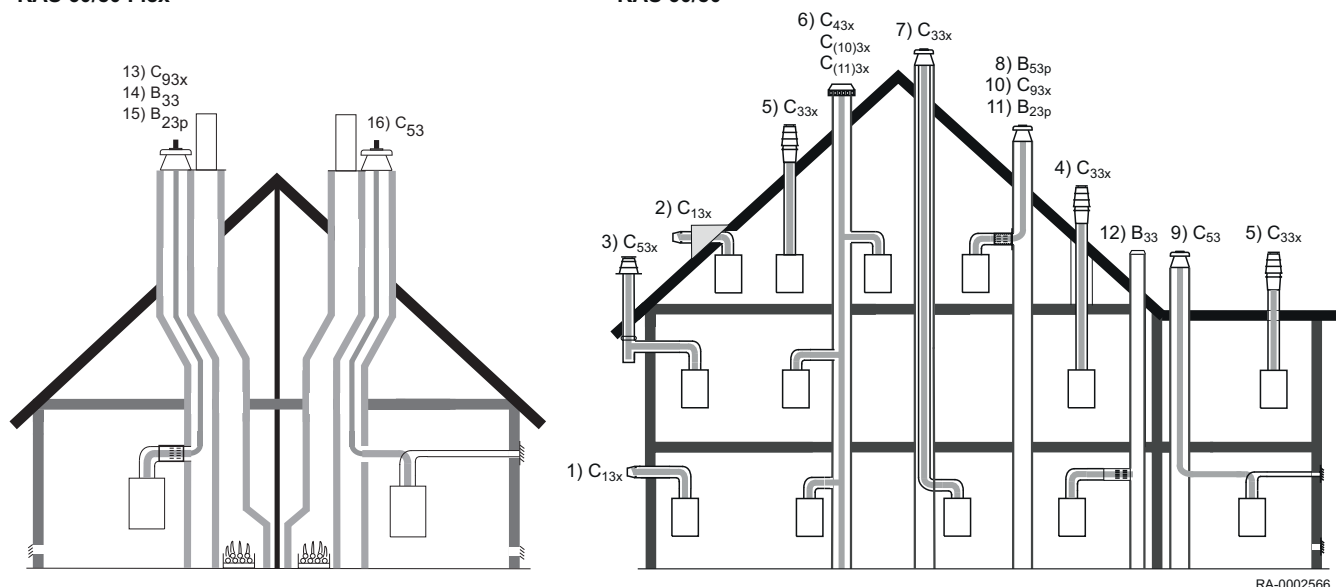 13) C93x
14) B33
15) B23p
16) C53
6) C43x
C(10)3x
C(11)3x
7) C33x
8) B53p
10) C93x
11) B23p
5) C33x
4) C33x
2) C13x
3) C53x
12) B33
9) C53
5) C33x
1) C13x
RA-0002566